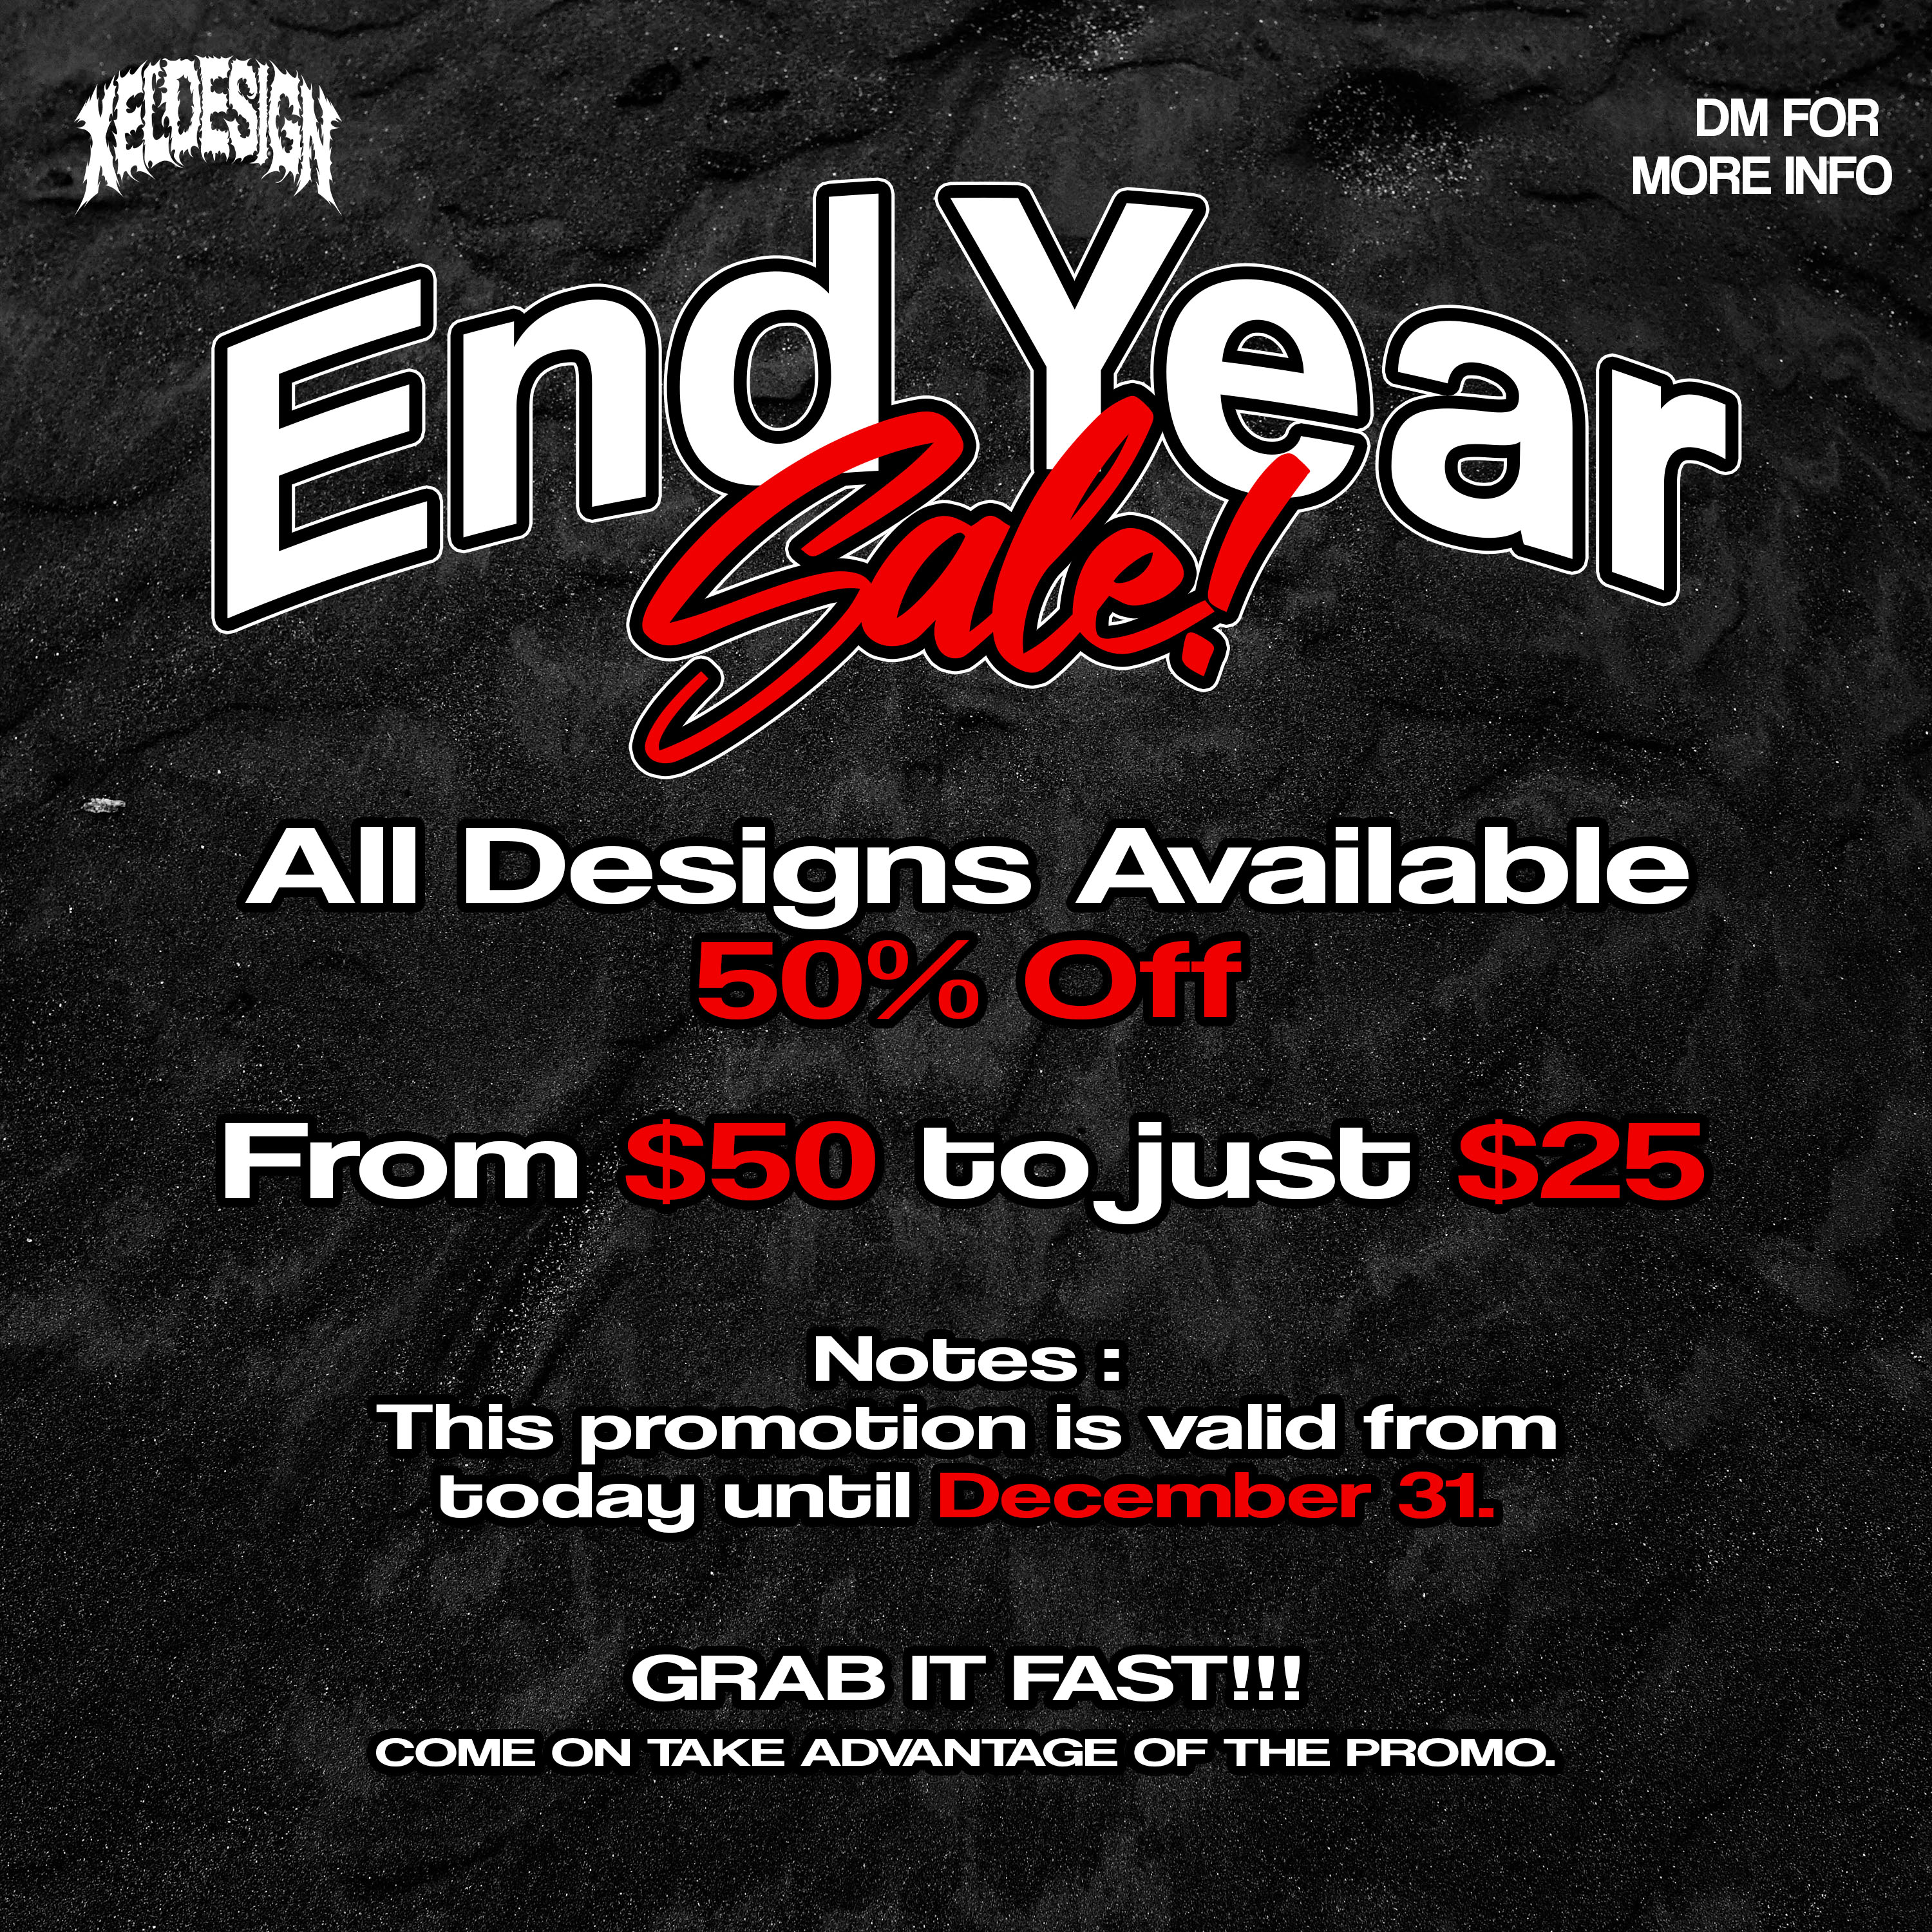 XELDESIGN
DM FOR
MORE INFO
End Year
Sale!
All Designs Available
50% Off
From $50 to just $25
Notes :
This promotion is valid from
today until December 31.
GRAB IT FAST!!!
COME ON TAKE ADVANTAGE OF THE PROMO.